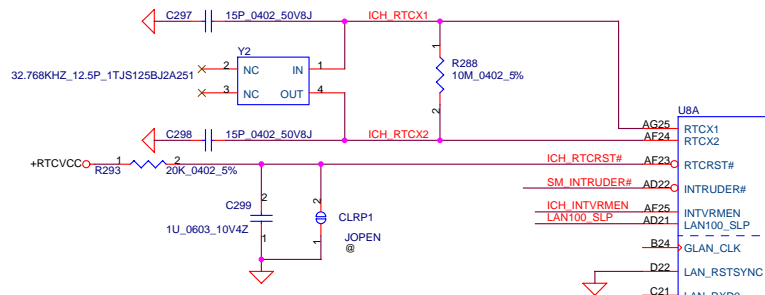 C297 15P_0402_50V8J ICH_RTCX1
Y2
2 NC IN 1
32.768KHZ_12.5P_1TJS125BJ2A251
3 NC OUT 4
1
R288
10M_0402_5%
2
C298 15P_0402_50V8J ICH_RTCX2
U8A
AG25 RTCX1
AF24 RTCX2
+RTCVCC 1 2 ICH_RTCRST# AF23 RTCRST#
R293 20K_0402_5%
SM_INTRUDER# AD22 INTRUDER#
ICH_INTVRMEN AF25 INTVRMEN
LAN100_SLP AD21 LAN100_SLP
2 2
C299 CLRP1
1U_0603_10V4Z
1 1
JOPEN
@
B24 GLAN_CLK
D22 LAN_RSTSYNC
C21 LAN_RXD0